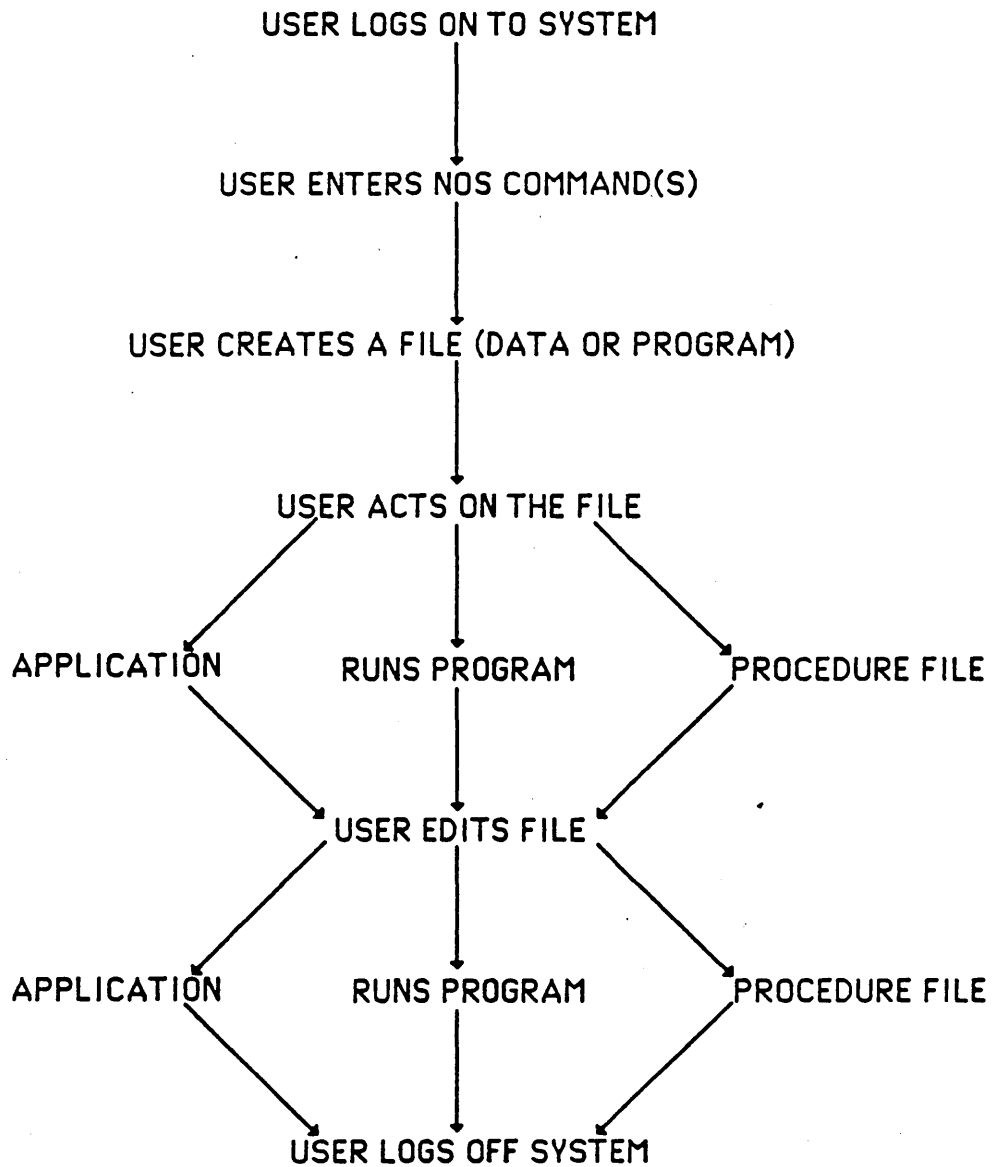 USER LOGS ON TO SYSTEM
USER ENTERS NOS COMMAND(S)
USER CREATES A FILE (DATA OR PROGRAM)
USER ACTS ON THE FILE
APPLICATION RUNS PROGRAM PROCEDURE FILE
USER EDITS FILE
APPLICATION RUNS PROGRAM PROCEDURE FILE
USER LOGS OFF SYSTEM